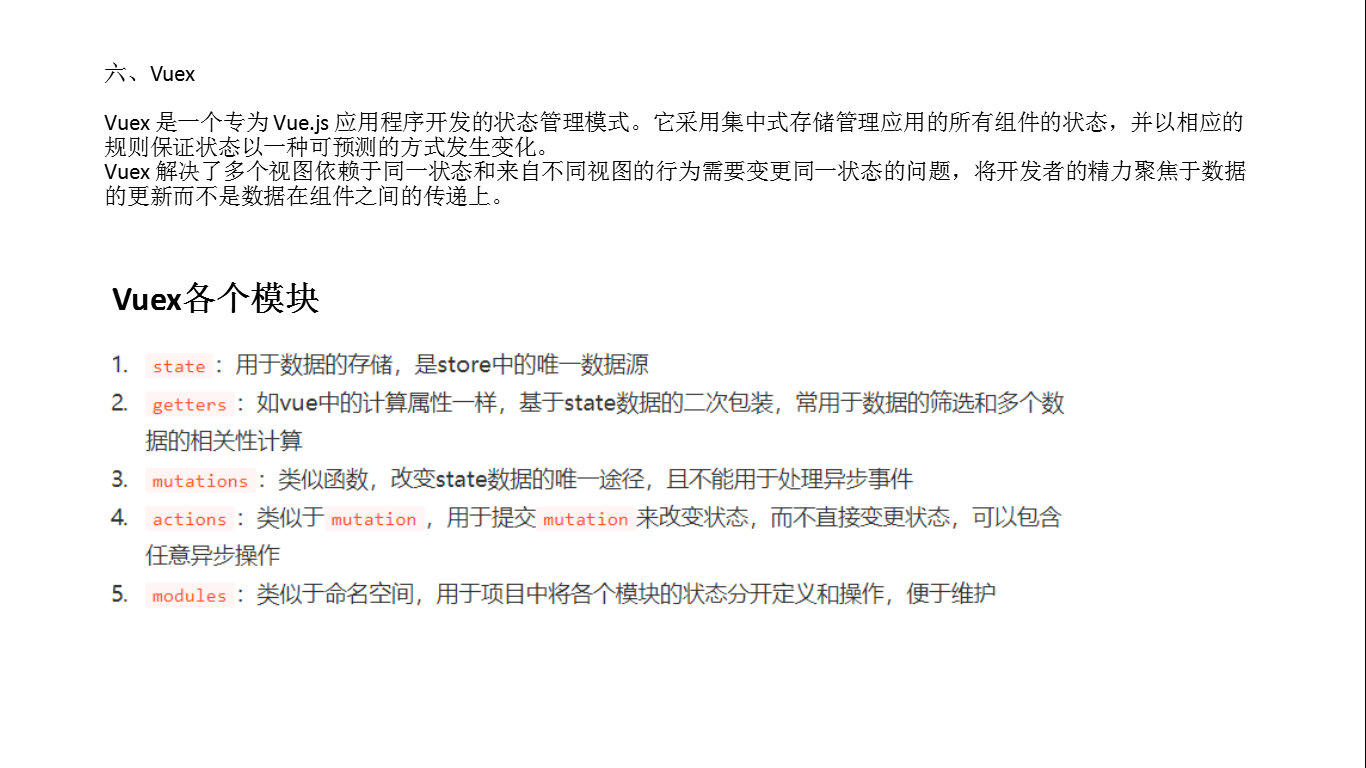 六、Vuex
Vuex 是一个专为 Vue.js 应用程序开发的状态管理模式。它采用集中式存储管理应用的所有组件的状态，并以相应的
规则保证状态以一种可预测的方式发生变化。
Vuex 解决了多个视图依赖于同一状态和来自不同视图的行为需要变更同一状态的问题，将开发者的精力聚焦于数据
的更新而不是数据在组件之间的传递上。
Vuex各个模块
1. state：用于数据的存储，是store中的唯一数据源
2. getters：如vue中的计算属性一样，基于state数据的二次包装，常用于数据的筛选和多个数
据的相关性计算
3. mutations：类似函数，改变state数据的唯一途径，且不能用于处理异步事件
4. actions：类似于 mutation，用于提交 mutation 来改变状态，而不直接变更状态，可以包含
任意异步操作
5. modules：类似于命名空间，用于项目中将各个模块的状态分开定义和操作，便于维护